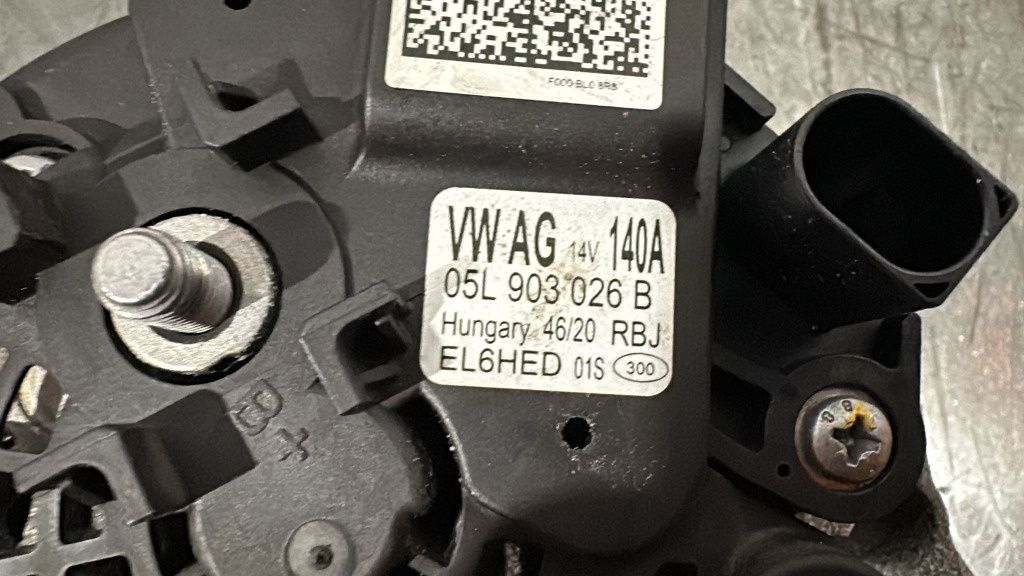 VW AG 14V 140A
05L 903 026 B
Hungary 46/20 RBJ
EL6HED 01S 300